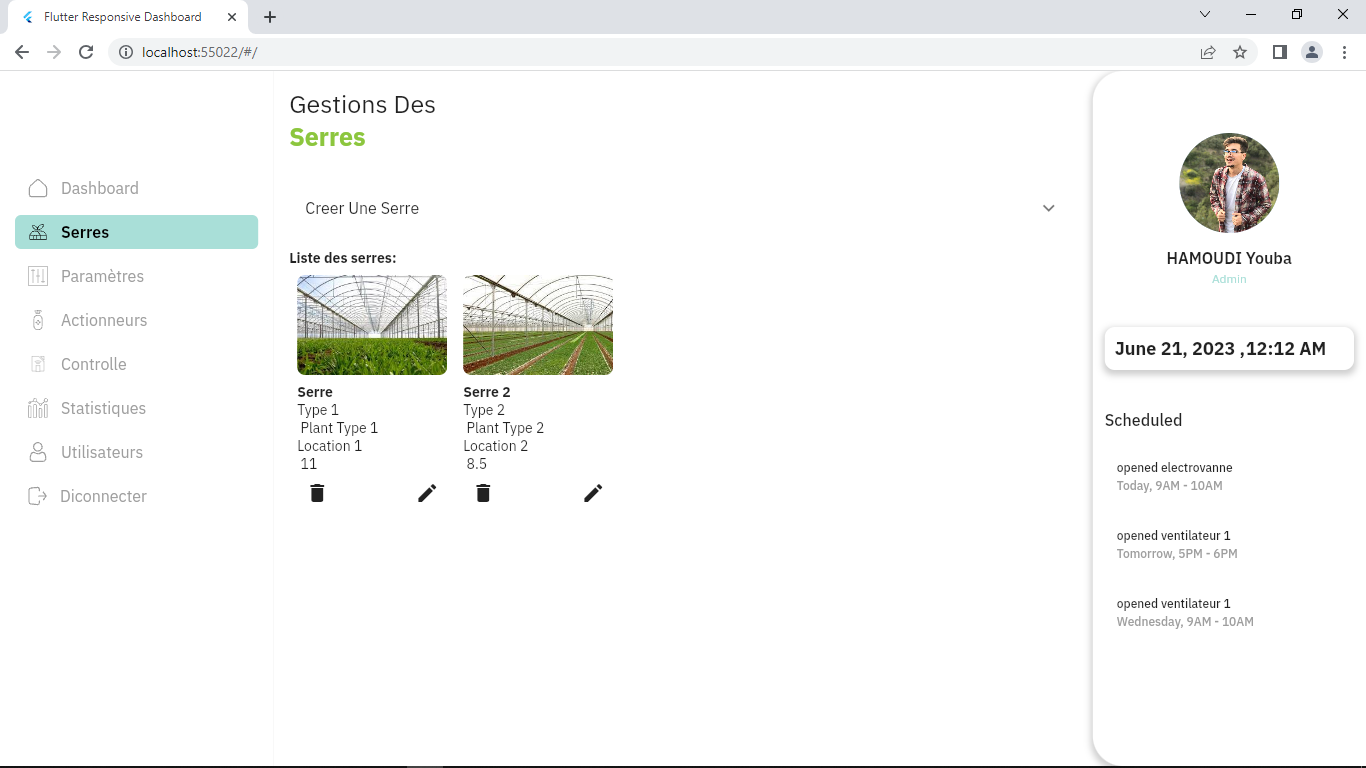 Flutter Responsive Dashboard
localhost:55022/#/
Dashboard
Serres
Paramètres
Actionneurs
Controlle
Statistiques
Utilisateurs
Diconnecter
Gestions Des
Serres
Creer Une Serre
Liste des serres:
Serre
Type 1
Plant Type 1
Location 1
11
Serre 2
Type 2
Plant Type 2
Location 2
8.5
HAMOUDI Youba
Admin
June 21, 2023 ,12:12 AM
Scheduled
opened electrovanne
Today, 9AM - 10AM
opened ventilateur 1
Tomorrow, 5PM - 6PM
opened ventilateur 1
Wednesday, 9AM - 10AM